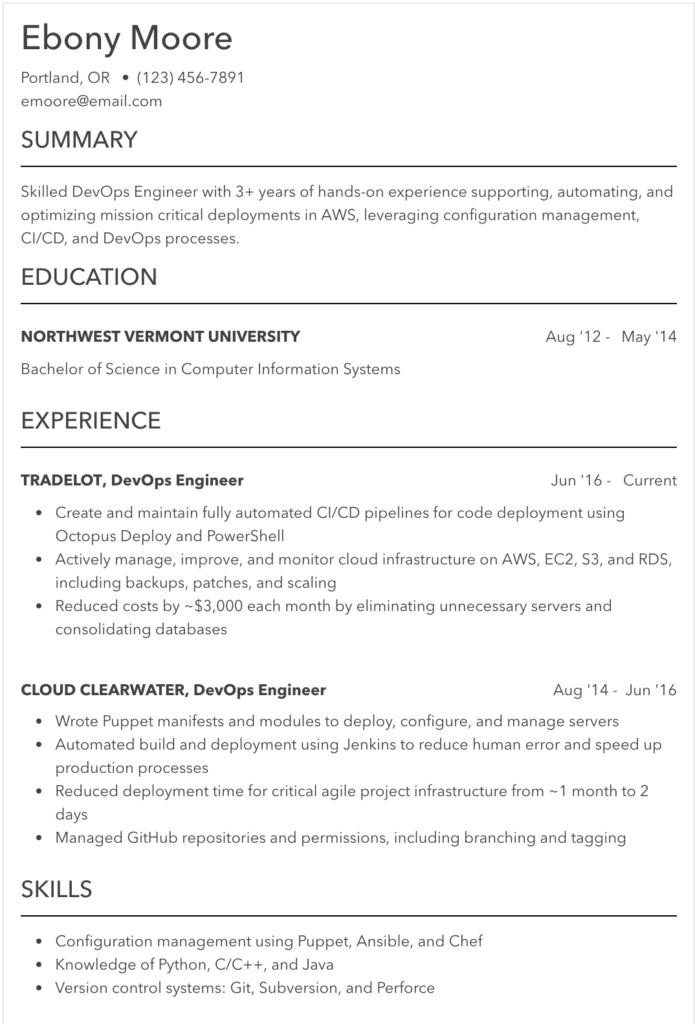 Ebony Moore
Portland, OR • (123) 456-7891
emoore@email.com
SUMMARY
Skilled DevOps Engineer with 3+ years of hands-on experience supporting, automating, and
optimizing mission critical deployments in AWS, leveraging configuration management,
CI/CD, and DevOps processes.
EDUCATION
NORTHWEST VERMONT UNIVERSITY Aug '12 - May '14
Bachelor of Science in Computer Information Systems
EXPERIENCE
TRADELOT, DevOps Engineer Jun '16 - Current
• Create and maintain fully automated CI/CD pipelines for code deployment using
Octopus Deploy and PowerShell
• Actively manage, improve, and monitor cloud infrastructure on AWS, EC2, S3, and RDS,
including backups, patches, and scaling
• Reduced costs by ~$3,000 each month by eliminating unnecessary servers and
consolidating databases
CLOUD CLEARWATER, DevOps Engineer Aug '14 - Jun '16
• Wrote Puppet manifests and modules to deploy, configure, and manage servers
• Automated build and deployment using Jenkins to reduce human error and speed up
production processes
• Reduced deployment time for critical agile project infrastructure from ~1 month to 2
days
• Managed GitHub repositories and permissions, including branching and tagging
SKILLS
• Configuration management using Puppet, Ansible, and Chef
• Knowledge of Python, C/C++, and Java
• Version control systems: Git, Subversion, and Perforce